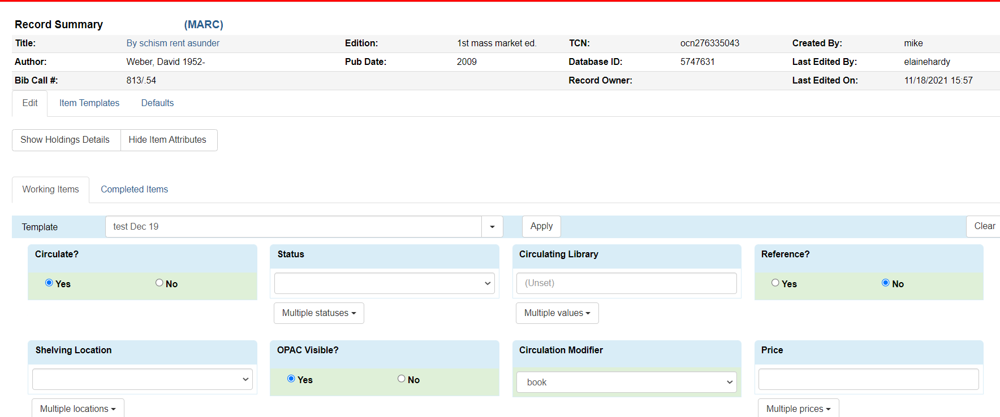 Record Summary (MARC)
Title: By schism rent asunder Edition: 1st mass market ed. TCN: ocn276335043 Created By: mike
Author: Weber, David 1952- Pub Date: 2009 Database ID: 5747631 Last Edited By: elainehardy
Bib Call #: 813/.54 Record Owner: Last Edited On: 11/18/2021 15:57
Edit Item Templates Defaults
Show Holdings Details Hide Item Attributes
Working Items Completed Items
Template test Dec 19 Apply Clear
Circulate? Status Circulating Library Reference?
Yes No (Unset) Yes No
Multiple statuses Multiple values
Shelving Location OPAC Visible? Circulation Modifier Price
Yes No book
Multiple locations Multiple prices